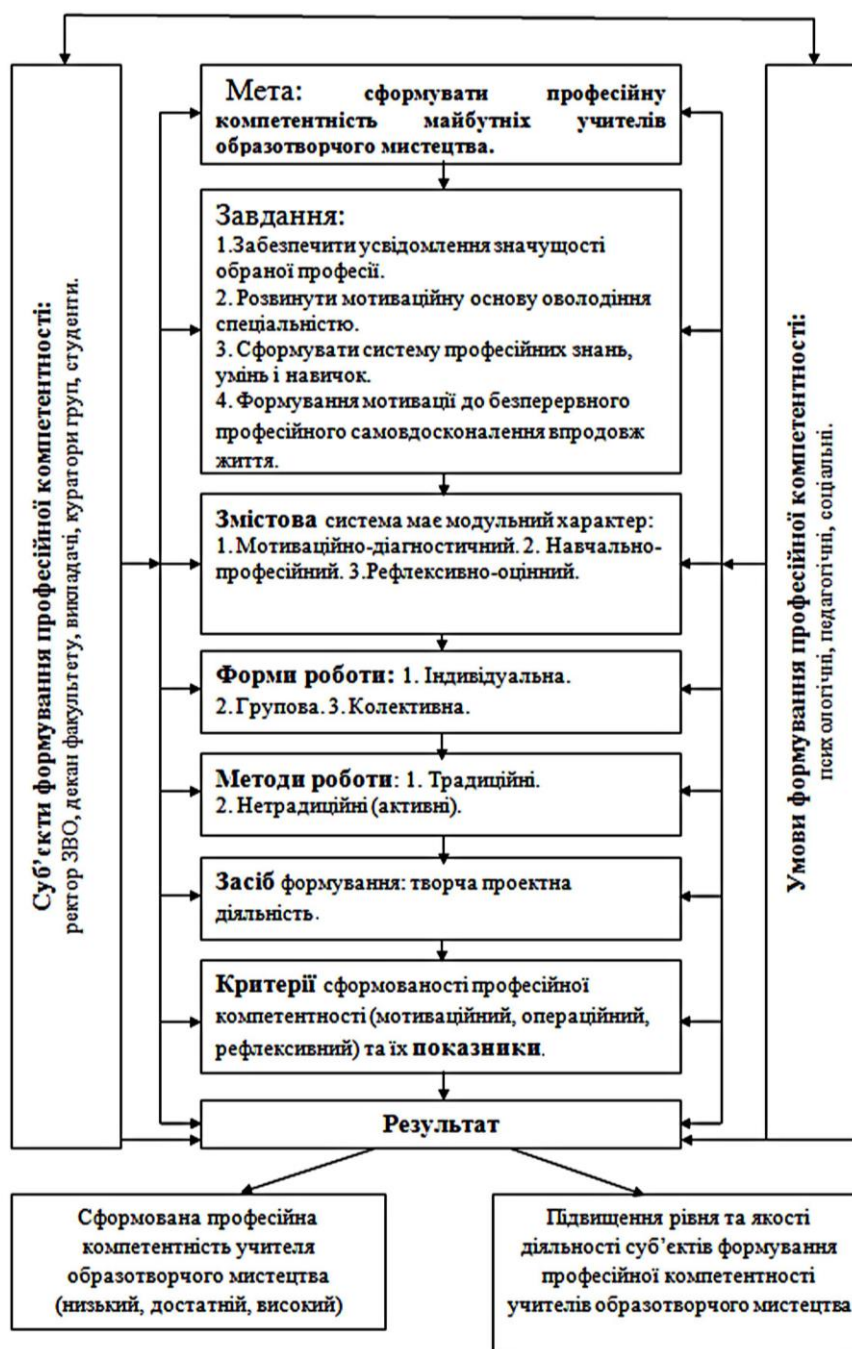 Суб’єкти формування професійної компетентності:
ректор ЗВО, декан факультету, викладачі, куратори груп, студенти.
Мета: сформувати професійну
компетентність майбутніх учителів
образотворчого мистецтва.
Завдання:
1.Забезпечити усвідомлення значущості
обраної професії.
2. Розвинути мотиваційну основу оволодіння
спеціальністю.
3. Сформувати систему професійних знань,
умінь і навичок.
4. Формування мотивації до безперервного
професійного самовдосконалення впродовж
життя.
Змістова система має модульний характер:
1. Мотиваційно-діагностичний. 2. Навчально-
професійний. 3.Рефлексивно-оцінний.
Форми роботи: 1. Індивідуальна.
2. Групова. 3. Колективна.
Методи роботи: 1. Традиційні.
2. Нетрадиційні (активні).
Засіб формування: творча проектна
діяльність.
Критерії сформованості професійної
компетентності (мотиваційний, операційний,
рефлексивний) та їх показники.
Результат
Умови формування професійної компетентності:
психологічні, педагогічні, соціальні.
Сформована професійна
компетентність учителя
образотворчого мистецтва
(низький, достатній, високий)
Підвищення рівня та якості
діяльності суб’єктів формування
професійної компетентності
учителів образотворчого мистецтва